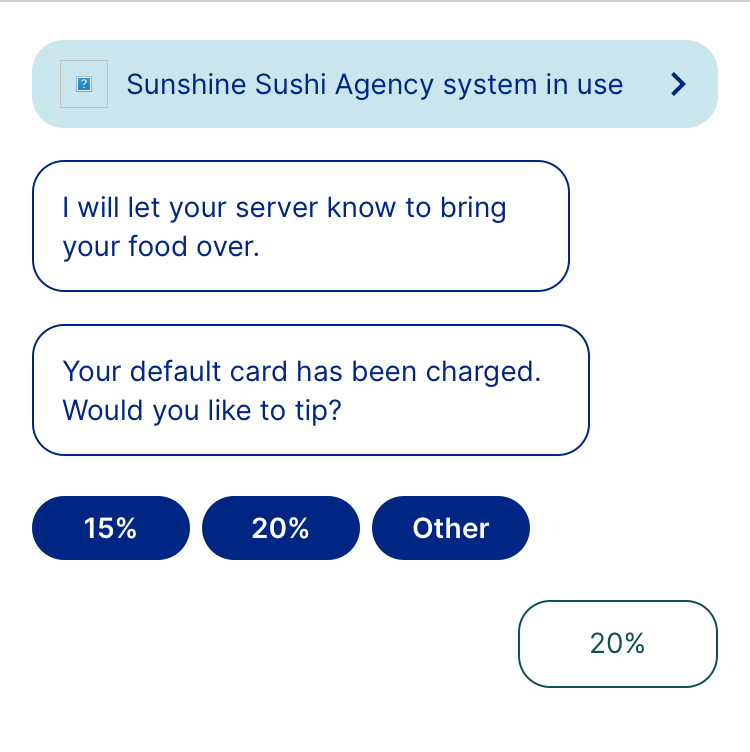 Sunshine Sushi Agency system in use
I will let your server know to bring
your food over.
Your default card has been charged.
Would you like to tip?
15% 20% Other
20%